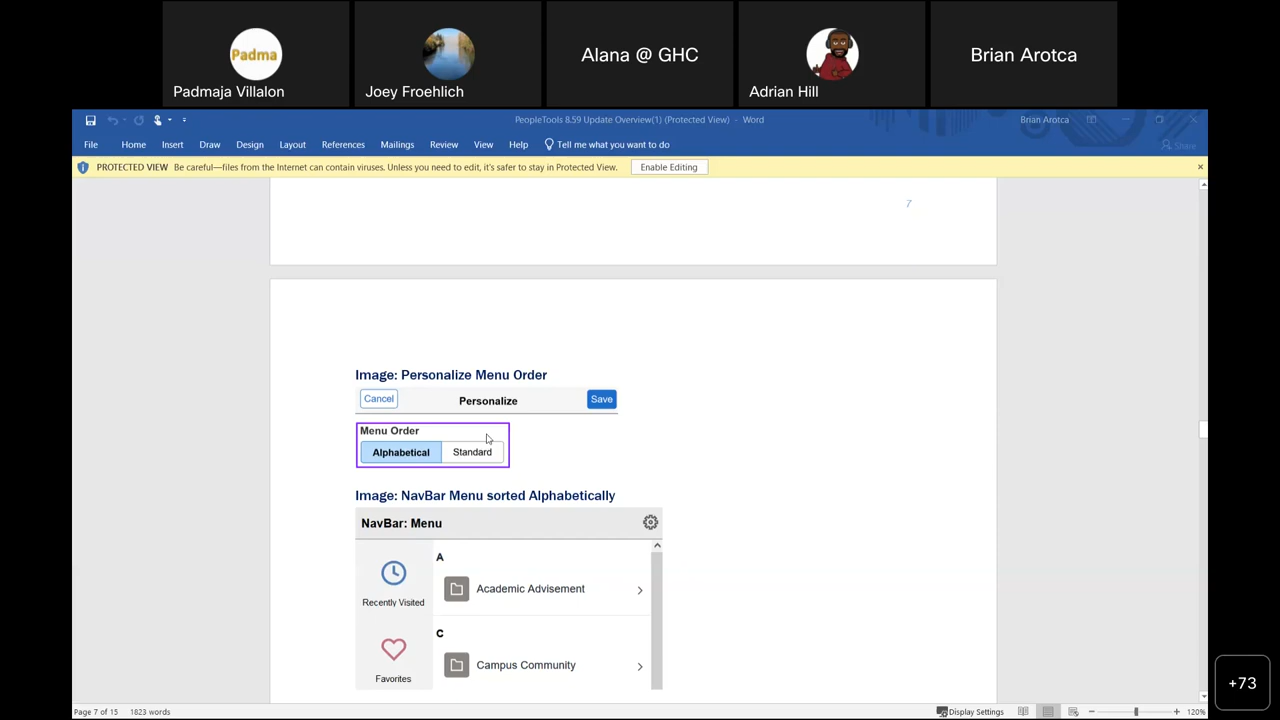 Padma
Padmaja Villalon
Joey Froehlich
Alana @ GHC
Adrian Hill
Brian Arotca
PeopleTools 8.59 Update Overview(1) (Protected View) - Word
Brian Arotca
File Home Insert Draw Design Layout References Mailings Review View Help Tell me what you want to do Share
PROTECTED VIEW Be careful—files from the Internet can contain viruses. Unless you need to edit, it's safer to stay in Protected View. Enable Editing
7
Image: Personalize Menu Order
Cancel Personalize Save
Menu Order
Alphabetical Standard
Image: NavBar Menu sorted Alphabetically
NavBar: Menu
A
Academic Advisement
Recently Visited
C
Campus Community
Favorites
+73
Page 7 of 15 1823 words Display Settings 120%